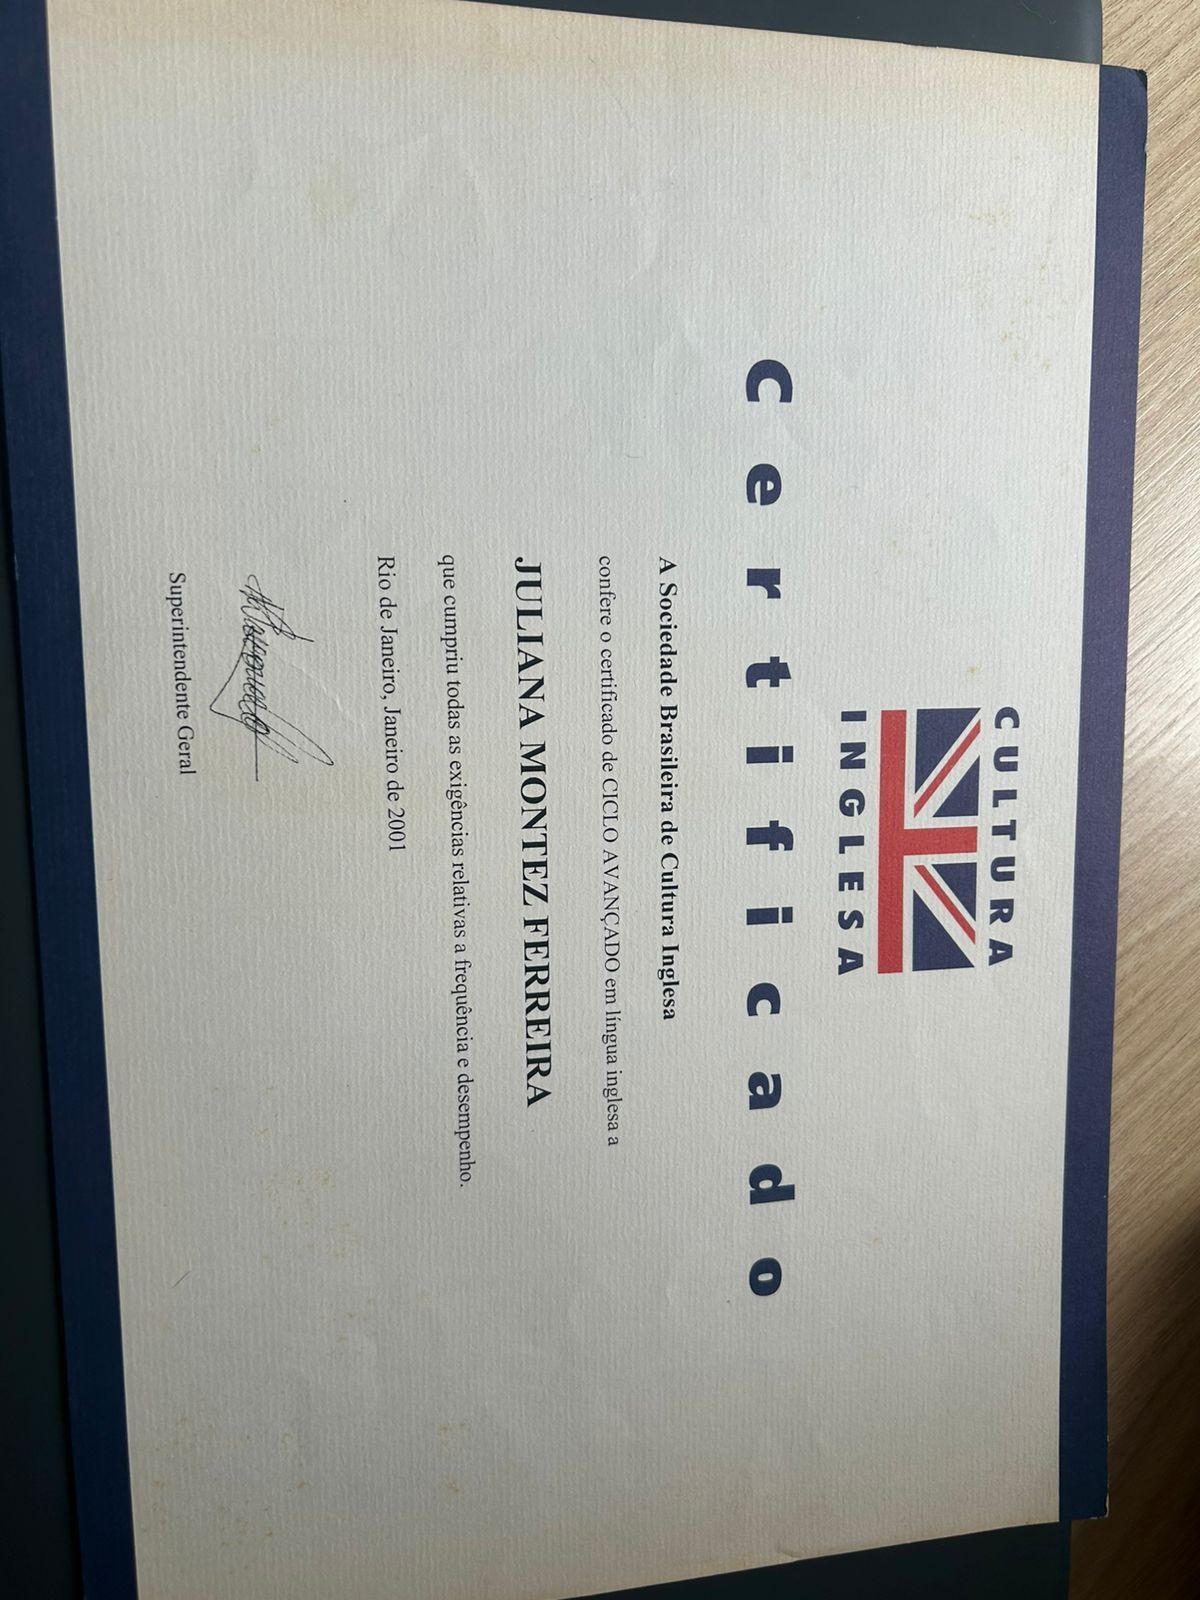 CULTURA
INGLESA
Certificado
A Sociedade Brasileira de Cultura Inglesa
confere o certificado de CICLO AVANÇADO em língua inglesa a
JULIANA MONTEZ FERREIRA
que cumpriu todas as exigências relativas a frequência e desempenho.
Rio de Janeiro, Janeiro de 2001
Superintendente Geral